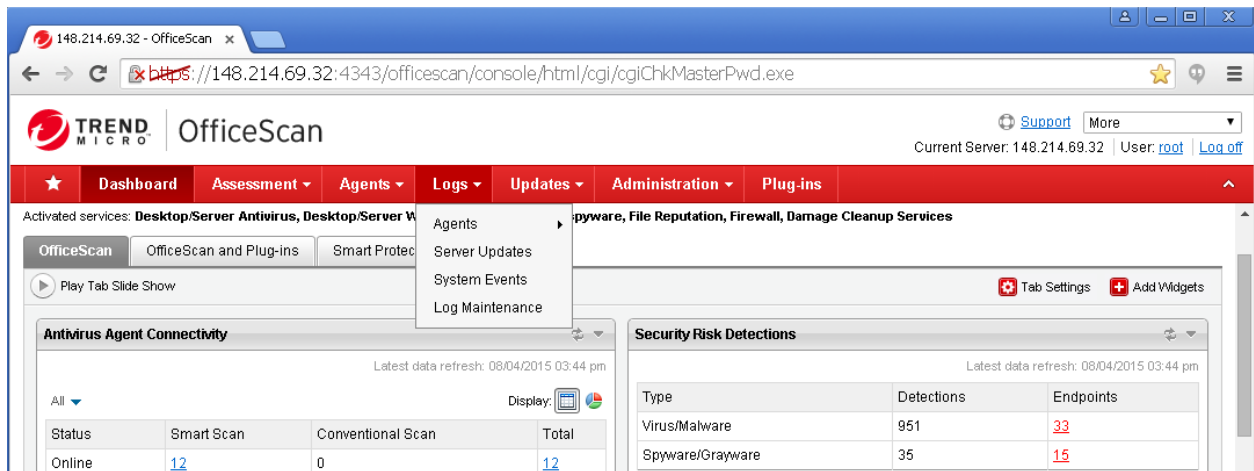 148.214.69.32 - OfficeScan x
https://148.214.69.32:4343/officescan/console/html/cgi/cgiChkMasterPwd.exe
TREND MICRO OfficeScan
Support More
Current Server: 148.214.69.32 User: root Log off
Dashboard Assessment Agents Logs Updates Administration Plug-ins
Activated services: Desktop/Server Antivirus, Desktop/Server File Reputation, Firewall, Damage Cleanup Services
Agents
Server Updates
System Events
Log Maintenance
OfficeScan OfficeScan and Plug-ins Smart
Play Tab Slide Show Tab Settings Add Widgets
Antivirus Agent Connectivity
Latest data refresh: 08/04/2015 03:44 pm
All Display:
Status Smart Scan Conventional Scan Total
Online 12 0 12
Security Risk Detections
Latest data refresh: 08/04/2015 03:44 pm
Type Detections Endpoints
Virus/Malware 951 33
Spyware/Grayware 35 15